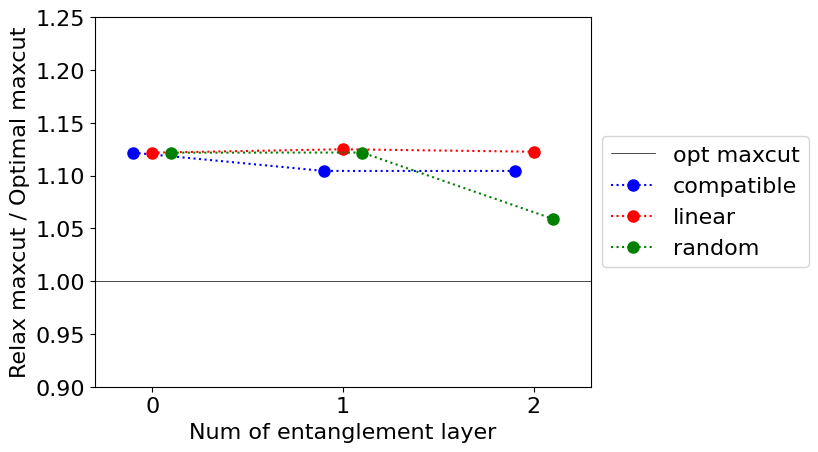 Relax maxcut / Optimal maxcut
1.25
1.20
1.15
1.10
1.05
1.00
0.95
0.90
0
1
2
Num of entanglement layer
opt maxcut
compatible
linear
random